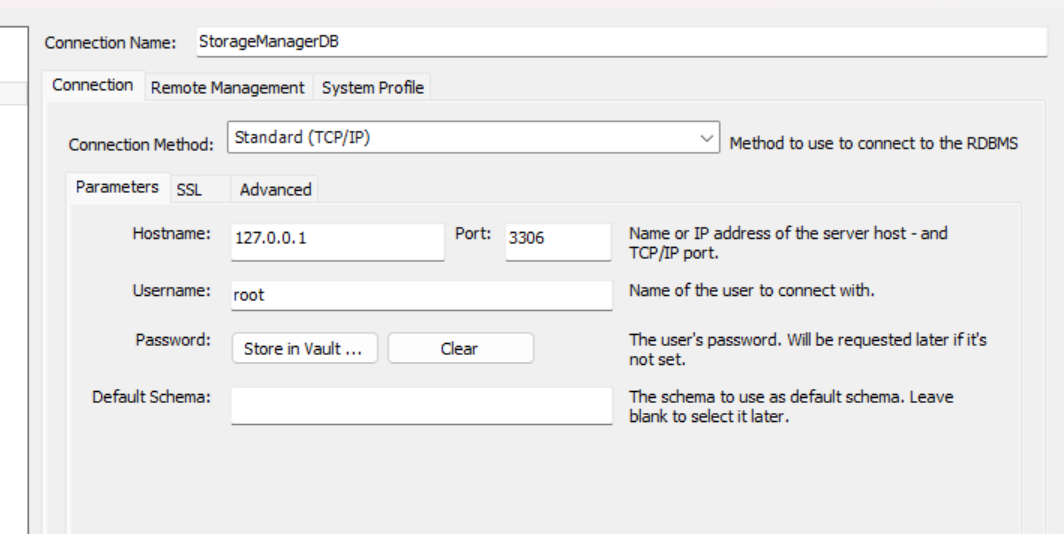 Connection Name: StorageManagerDB
Connection Remote Management System Profile
Connection Method: Standard (TCP/IP) Method to use to connect to the RDBMS
Parameters SSL Advanced
Hostname: 127.0.0.1 Port: 3306 Name or IP address of the server host - and
TCP/IP port.
Username: root Name of the user to connect with.
Password: Store in Vault ... Clear The user's password. Will be requested later if it's
not set.
Default Schema: The schema to use as default schema. Leave
blank to select it later.